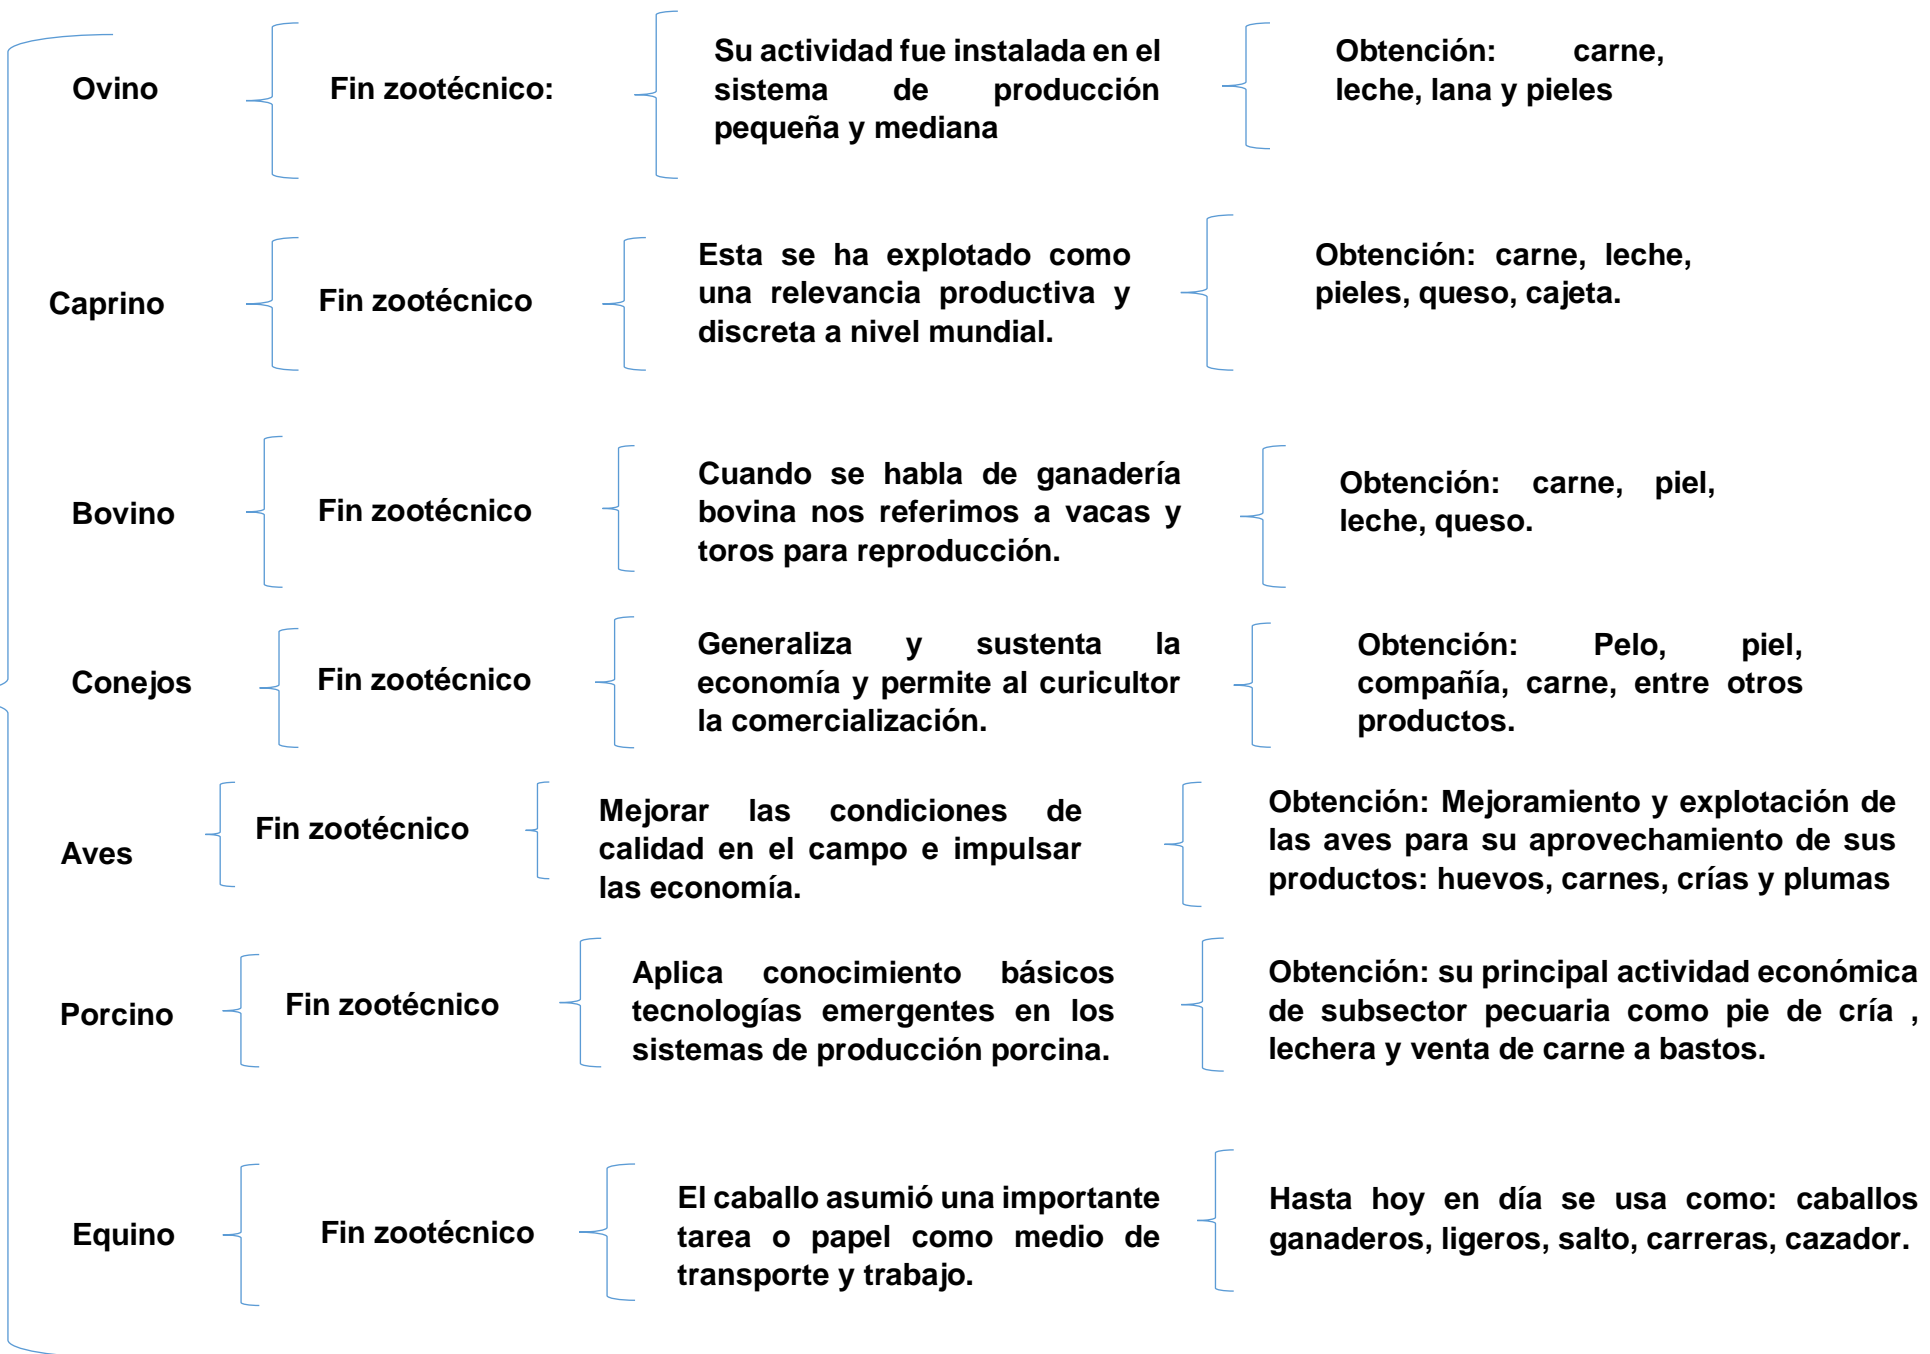 Ovino
Fin zootécnico:
Su actividad fue instalada en el
sistema de producción
pequeña y mediana
Obtención: carne,
leche, lana y pieles
Caprino
Fin zootécnico
Esta se ha explotado como
una relevancia productiva y
discreta a nivel mundial.
Obtención: carne, leche,
pieles, queso, cajeta.
Bovino
Fin zootécnico
Cuando se habla de ganadería
bovina nos referimos a vacas y
toros para reproducción.
Obtención: carne, piel,
leche, queso.
Conejos
Fin zootécnico
Generaliza y sustenta la
economía y permite al curicultor
la comercialización.
Obtención: Pelo, piel,
compañía, carne, entre otros
productos.
Aves
Fin zootécnico
Mejorar las condiciones de
calidad en el campo e impulsar
las economía.
Obtención: Mejoramiento y explotación de
las aves para su aprovechamiento de sus
productos: huevos, carnes, crías y plumas
Porcino
Fin zootécnico
Aplica conocimiento básicos
tecnologías emergentes en los
sistemas de producción porcina.
Obtención: su principal actividad económica
de subsector pecuaria como pie de cría ,
lechera y venta de carne a bastos.
Equino
Fin zootécnico
El caballo asumió una importante
tarea o papel como medio de
transporte y trabajo.
Hasta hoy en día se usa como: caballos
ganaderos, ligeros, salto, carreras, cazador.